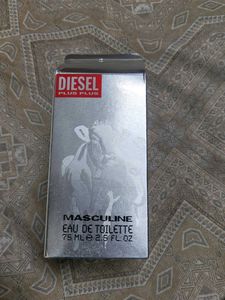 DIESEL
PLUS PLUS
MASCULINE
EAU DE TOILETTE
75 ML ℮ 2.5 FL.OZ